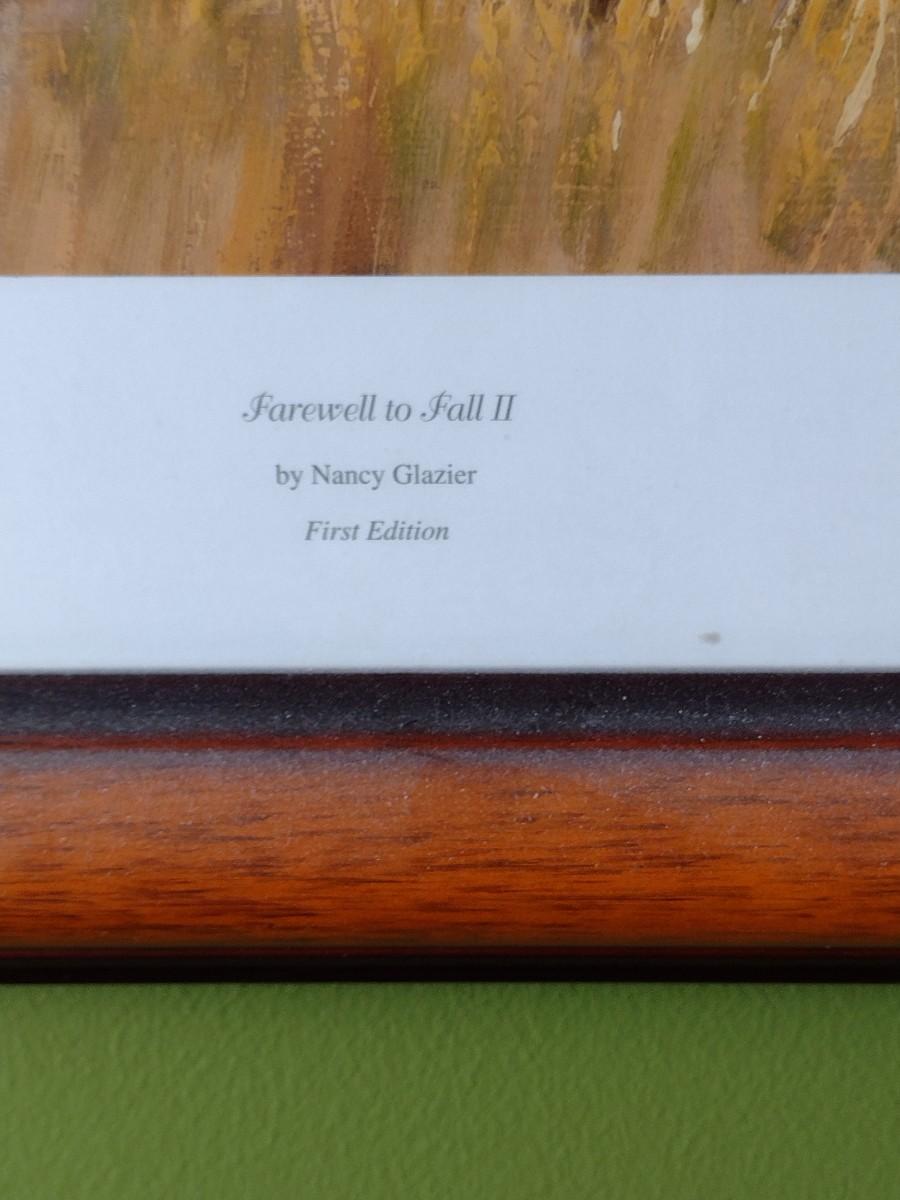 Farewell to Fall II
by Nancy Glazier
First Edition